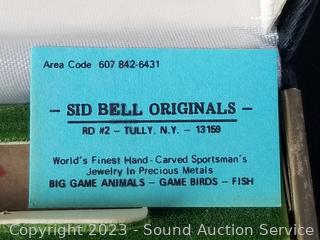 Area Code 607 842-6431
- SID BELL ORIGINALS -
RD #2 - TULLY, N.Y. - 13159
World's Finest Hand-Carved Sportsman's
Jewelry In Precious Metals
BIG GAME ANIMALS - GAME BIRDS - FISH
Copyright 2023 - Sound Auction Service